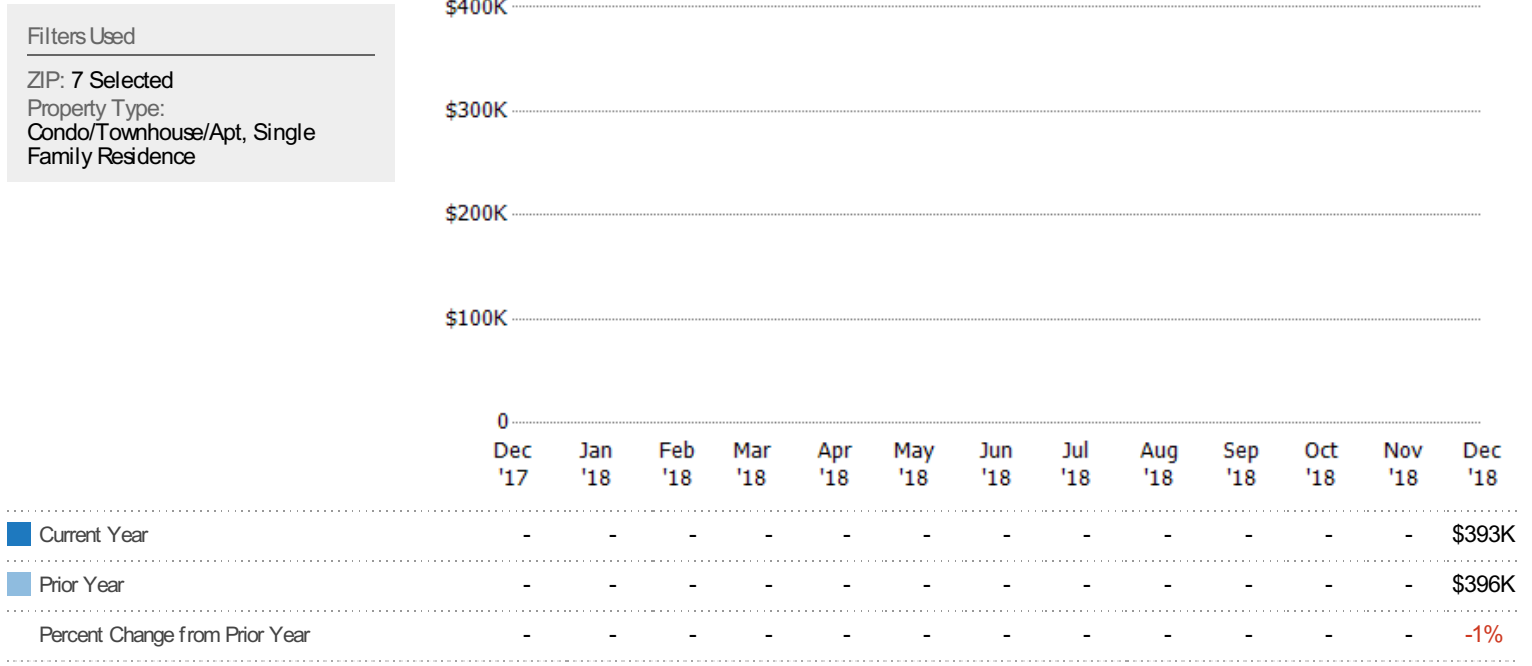 Filters Used
ZIP: 7 Selected
Property Type:
Condo/Townhouse/Apt, Single
Family Residence
$400K
$300K
$200K
$100K
0
Dec Jan Feb Mar Apr May Jun Jul Aug Sep Oct Nov Dec
'17 '18 '18 '18 '18 '18 '18 '18 '18 '18 '18 '18 '18
Current Year - - - - - - - - - - - - $393K
Prior Year - - - - - - - - - - - - $396K
Percent Change from Prior Year - - - - - - - - - - - - -1%